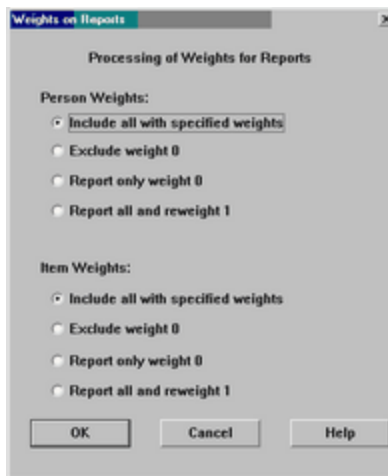 Weights on Reports
Processing of Weights for Reports
Person Weights:
Include all with specified weights
Exclude weight 0
Report only weight 0
Report all and reweight 1
Item Weights:
Include all with specified weights
Exclude weight 0
Report only weight 0
Report all and reweight 1
OK Cancel Help